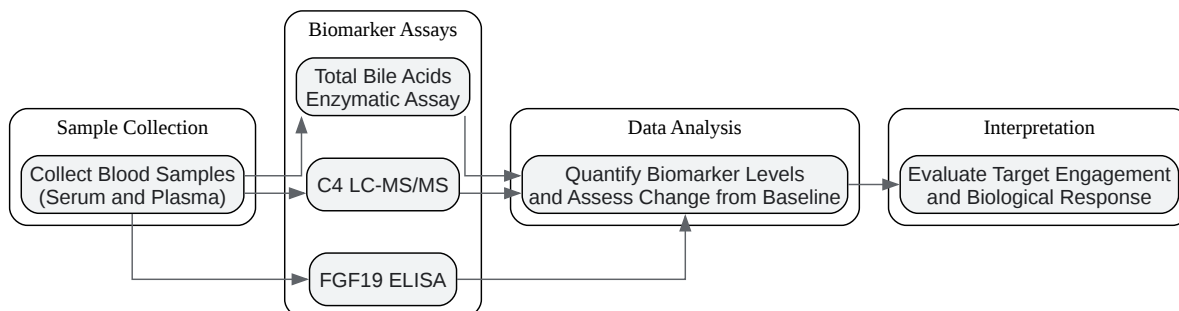 Sample Collection
Collect Blood Samples
(Serum and Plasma)
Biomarker Assays
Total Bile Acids
Enzymatic Assay
C4 LC-MS/MS
FGF19 ELISA
Data Analysis
Quantify Biomarker Levels
and Assess Change from Baseline
Interpretation
Evaluate Target Engagement
and Biological Response